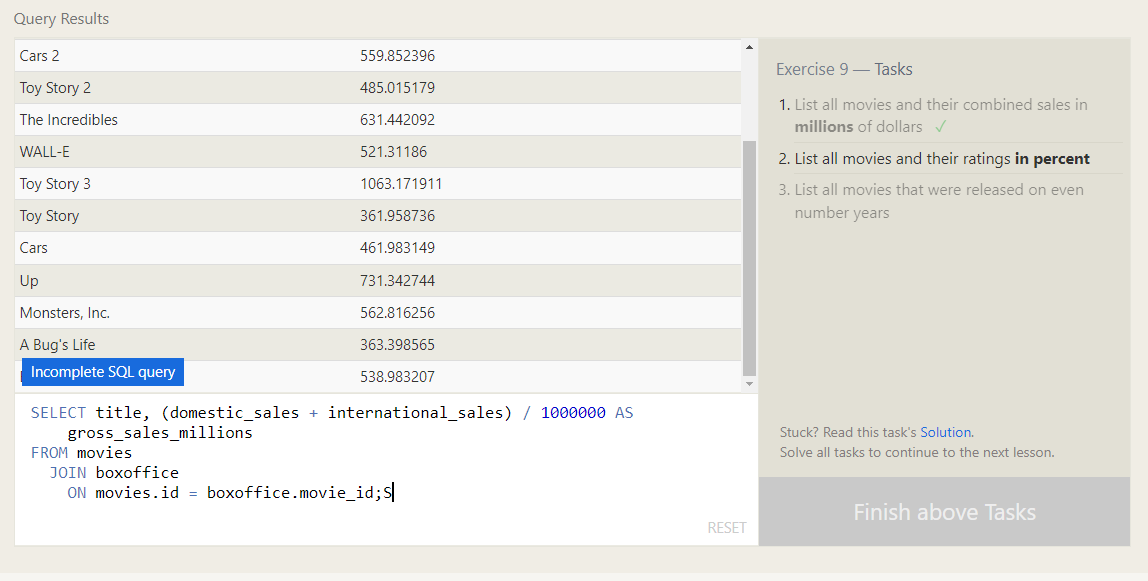 Query Results
Cars 2 559.852396
Toy Story 2 485.015179
The Incredibles 631.442092
WALL-E 521.31186
Toy Story 3 1063.171911
Toy Story 361.958736
Cars 461.983149
Up 731.342744
Monsters, Inc. 562.816256
A Bug's Life 363.398565
538.983207
Incomplete SQL query
SELECT title, (domestic_sales + international_sales) / 1000000 AS
gross_sales_millions
FROM movies
JOIN boxoffice
ON movies.id = boxoffice.movie_id;S
RESET
Exercise 9 — Tasks
1. List all movies and their combined sales in
millions of dollars ✓
2. List all movies and their ratings in percent
3. List all movies that were released on even
number years
Stuck? Read this task's Solution.
Solve all tasks to continue to the next lesson.
Finish above Tasks